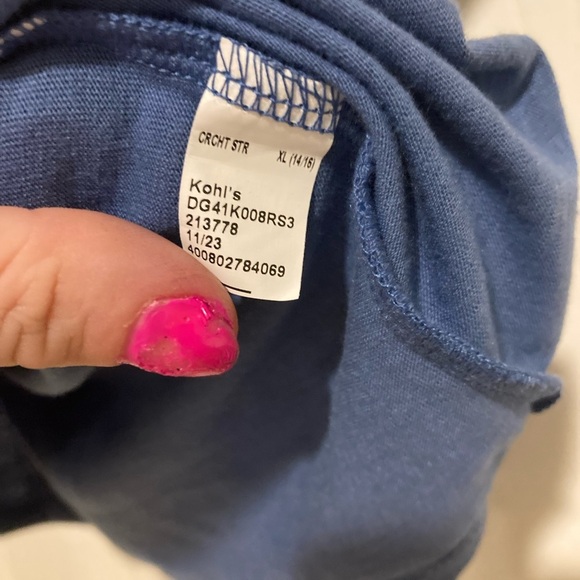 CRCHT STR XL (14/16)
Kohl's
DG41K008RS3
213778
11/23
400802784069